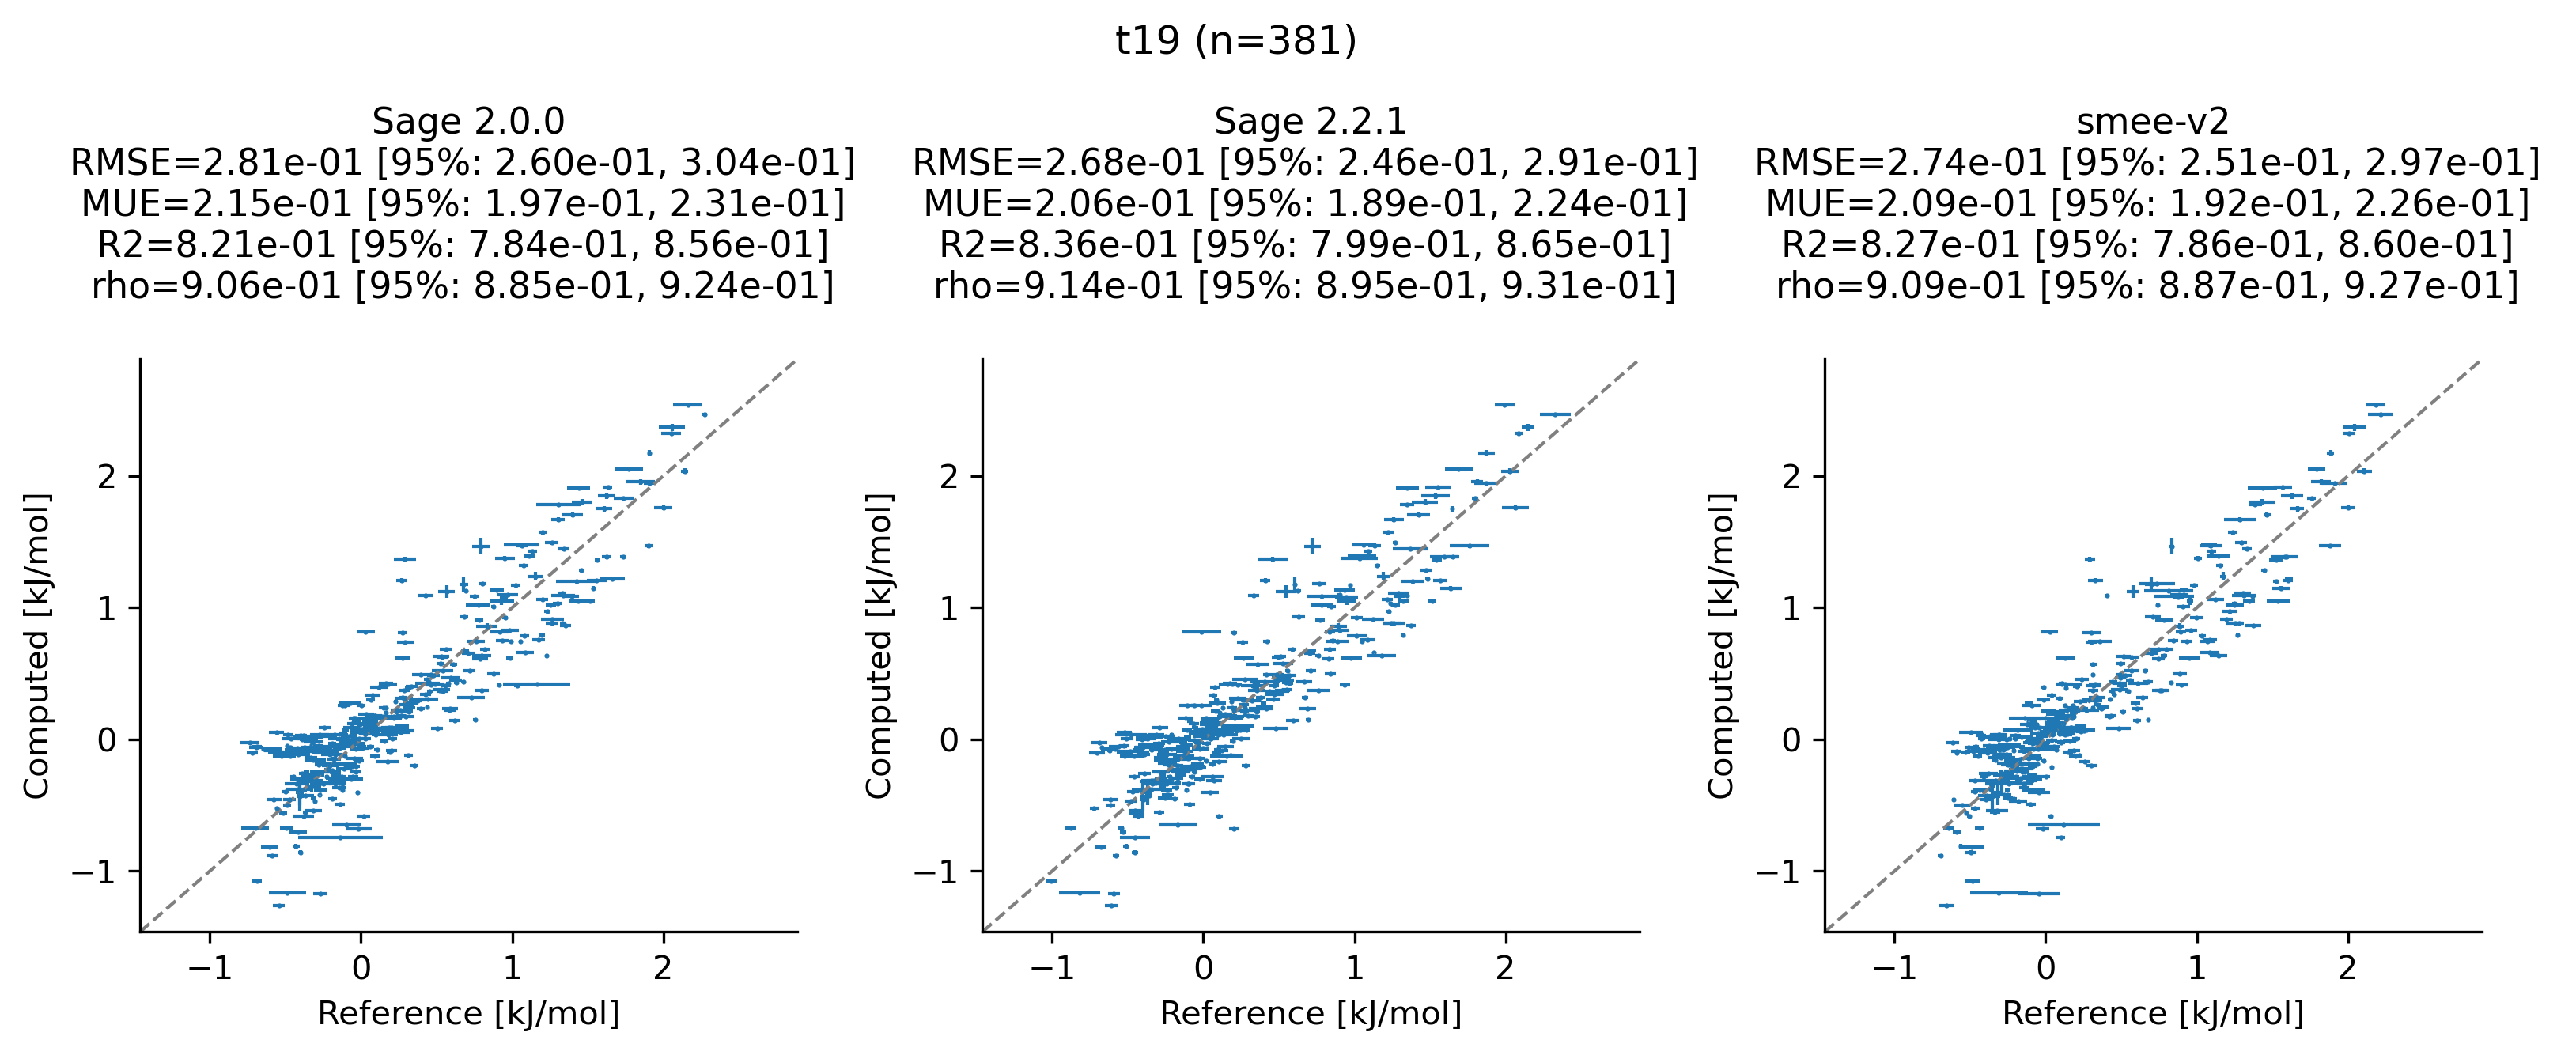 t19 (n=381)
Sage 2.0.0
RMSE=2.81e-01 [95%: 2.60e-01, 3.04e-01]
MUE=2.15e-01 [95%: 1.97e-01, 2.31e-01]
R2=8.21e-01 [95%: 7.84e-01, 8.56e-01]
rho=9.06e-01 [95%: 8.85e-01, 9.24e-01]
Computed [kJ/mol]
2
1
0
−1
−1 0 1 2
Reference [kJ/mol]
Sage 2.2.1
RMSE=2.68e-01 [95%: 2.46e-01, 2.91e-01]
MUE=2.06e-01 [95%: 1.89e-01, 2.24e-01]
R2=8.36e-01 [95%: 7.99e-01, 8.65e-01]
rho=9.14e-01 [95%: 8.95e-01, 9.31e-01]
Computed [kJ/mol]
2
1
0
−1
−1 0 1 2
Reference [kJ/mol]
smee-v2
RMSE=2.74e-01 [95%: 2.51e-01, 2.97e-01]
MUE=2.09e-01 [95%: 1.92e-01, 2.26e-01]
R2=8.27e-01 [95%: 7.86e-01, 8.60e-01]
rho=9.09e-01 [95%: 8.87e-01, 9.27e-01]
Computed [kJ/mol]
2
1
0
−1
−1 0 1 2
Reference [kJ/mol]